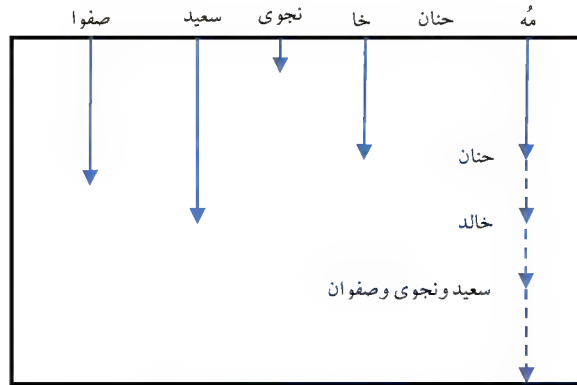 مُه حنان خا نجوى سعيد صفوا
حنان
خالد
سعيد ونجوى وصفوان